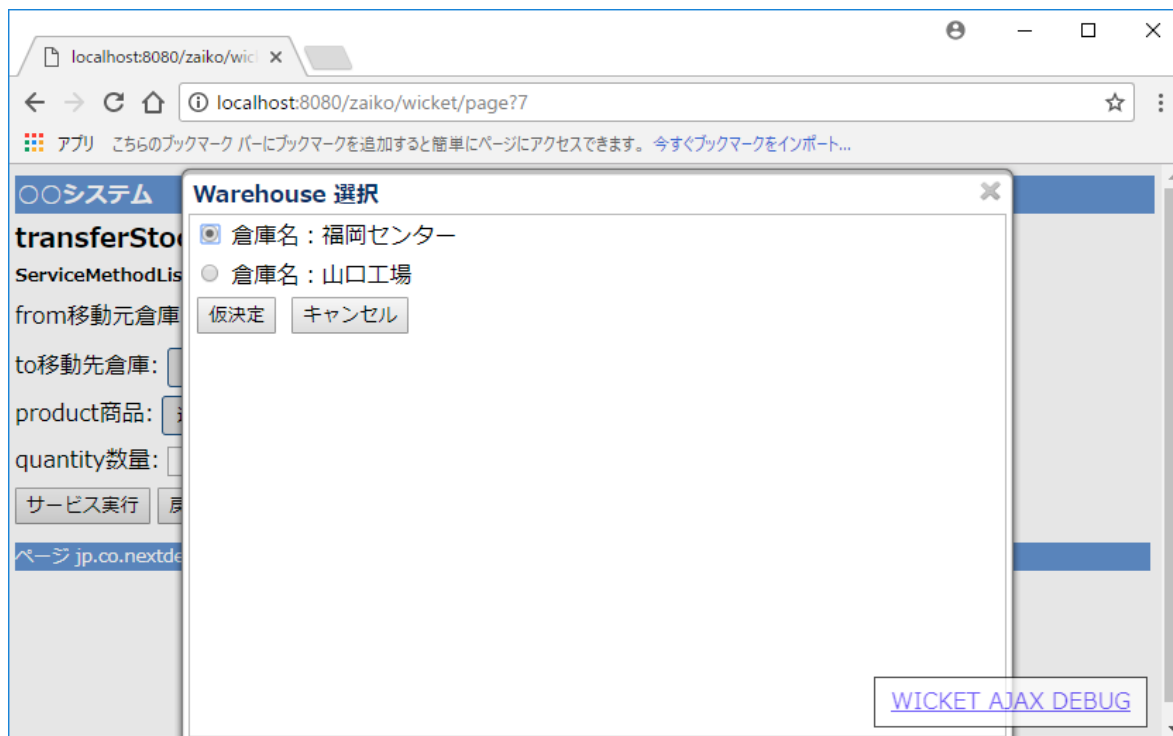 localhost:8080/zaiko/wic
localhost:8080/zaiko/wicket/page?7
アプリ こちらのブックマーク バーにブックマークを追加すると簡単にページにアクセスできます。 今すぐブックマークをインポート...
○○システム
Warehouse 選択
transferSto
倉庫名：福岡センター
ServiceMethodLis
倉庫名：山口工場
from移動元倉庫
仮決定 キャンセル
to移動先倉庫:
product商品:
quantity数量:
サービス実行
ページ jp.co.nextde
WICKET AJAX DEBUG